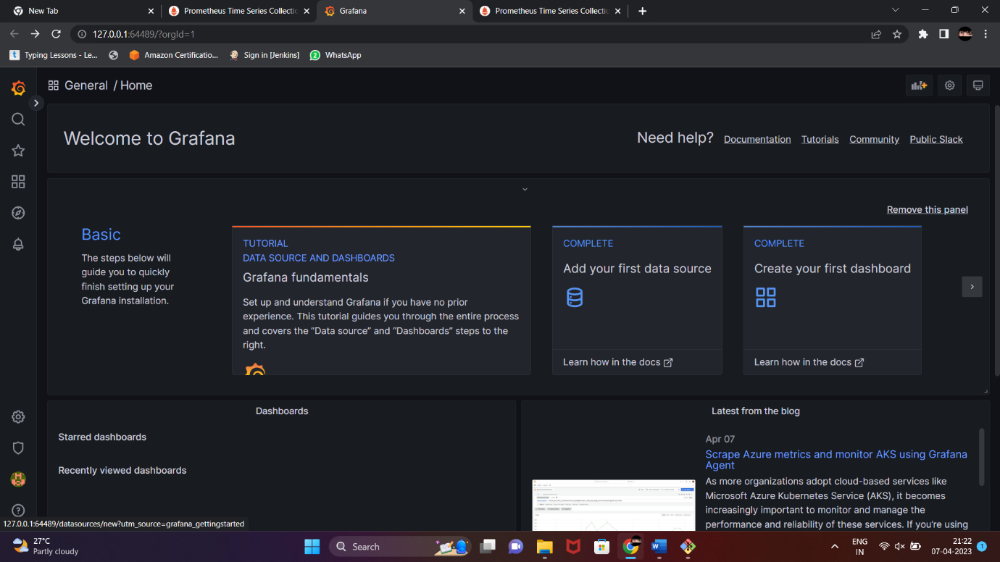 New Tab
Prometheus Time Series Collectio
Grafana
Prometheus Time Series Collectio
127.0.0.1:64489/?orgId=1
Typing Lessons - Le...
Amazon Certificatio...
Sign in [Jenkins]
2
WhatsApp
General / Home
Welcome to Grafana
Need help?
Documentation
Tutorials
Community
Public Slack
Remove this panel
Basic
The steps below will
guide you to quickly
finish setting up your
Grafana installation.
TUTORIAL
DATA SOURCE AND DASHBOARDS
Grafana fundamentals
Set up and understand Grafana if you have no prior
experience. This tutorial guides you through the entire process
and covers the “Data source” and “Dashboards” steps to the
right.
COMPLETE
Add your first data source
Learn how in the docs
COMPLETE
Create your first dashboard
Learn how in the docs
Dashboards
Starred dashboards
Recently viewed dashboards
Latest from the blog
Apr 07
Scrape Azure metrics and monitor AKS using Grafana
Agent
As more organizations adopt cloud-based services like
Microsoft Azure Kubernetes Service (AKS), it becomes
increasingly important to monitor and manage the
performance and reliability of these services. If you’re using
127.0.0.1:64489/datasources/new?utm_source=grafana_gettingstarted
27°C
Partly cloudy
Search
ENG
IN
21:22
07-04-2023
1